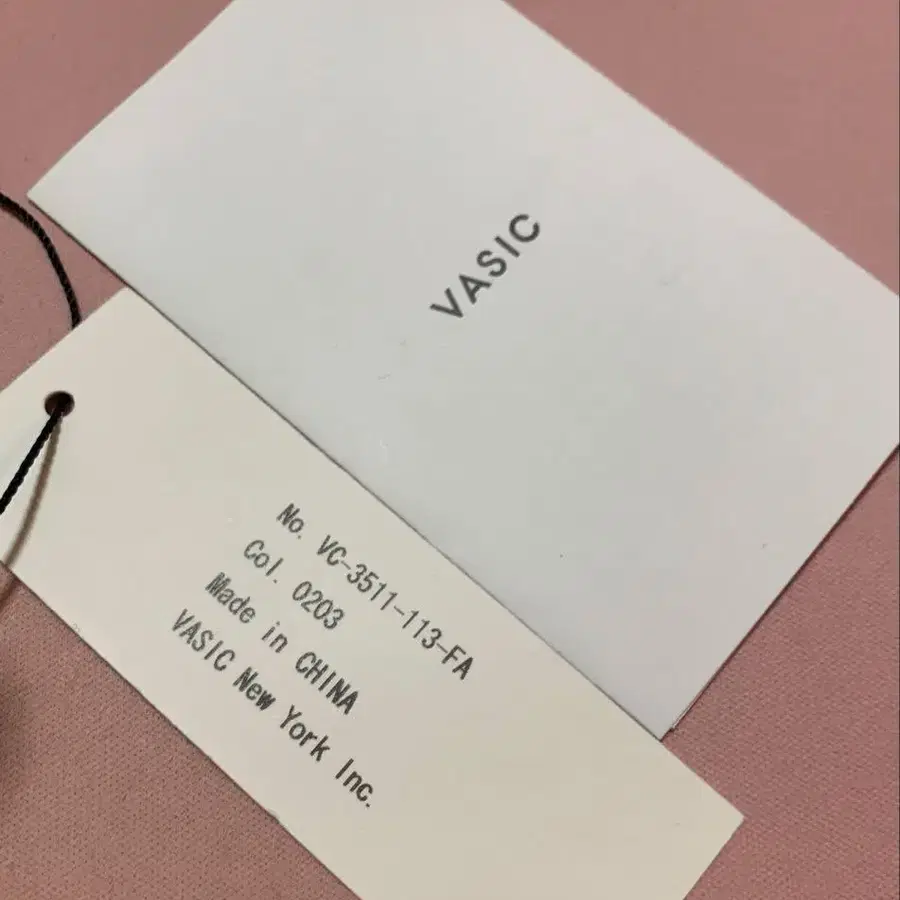 VASIC
No. VC-3511-113-FA
Col. 0203
Made in CHINA
VASIC New York Inc.